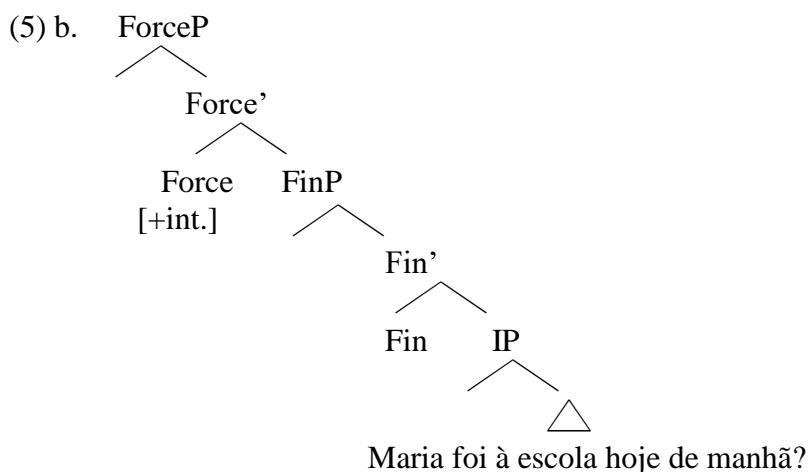 (5) b. ForceP
Force’
Force FinP
[+int.]
Fin’
Fin IP
Maria foi à escola hoje de manhã?